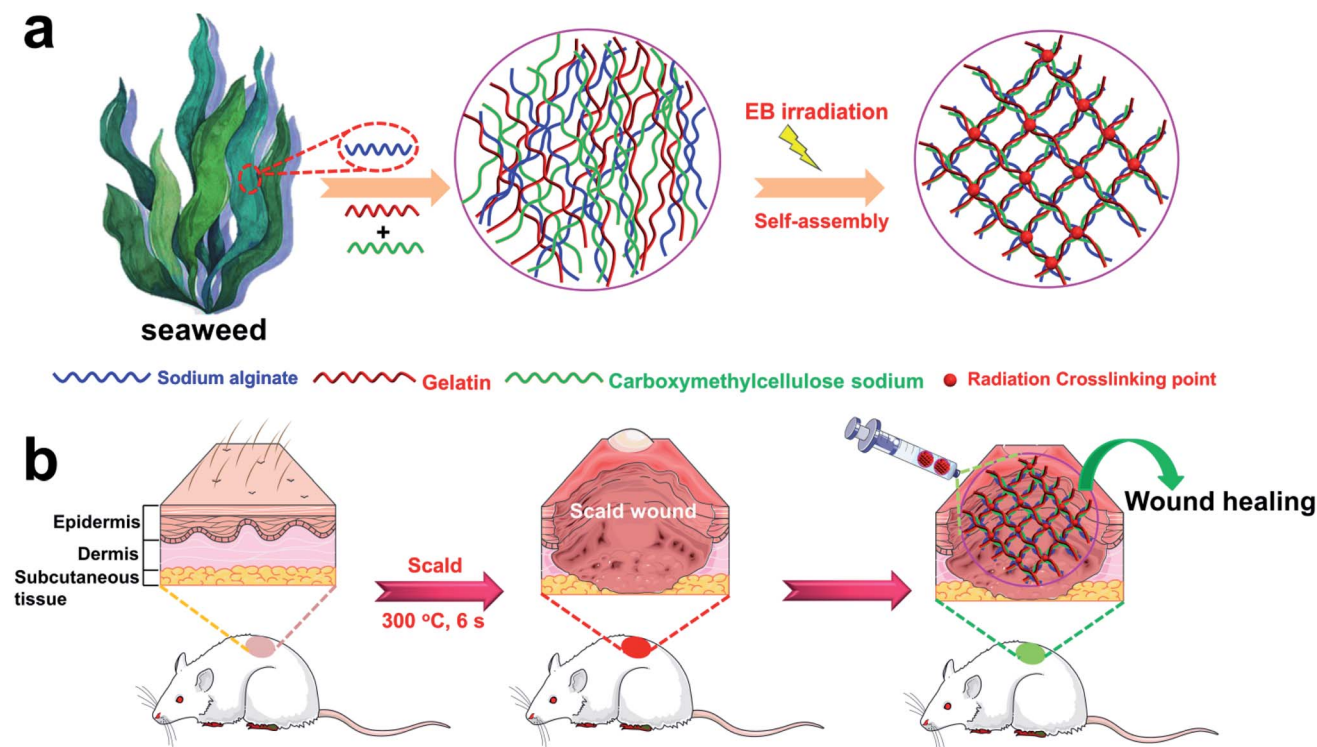 a
EB irradiation
+
Self-assembly
seaweed
Sodium alginate
Gelatin
Carboxymethylcellulose sodium
Radiation Crosslinking point
b
Epidermis
Dermis
Subcutaneous
tissue
Scald
300 °C, 6 s
Scald wound
Wound healing